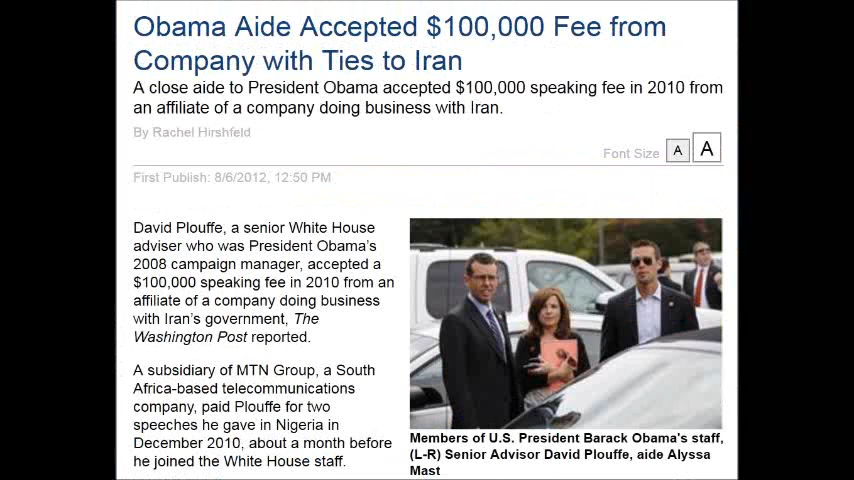 Obama Aide Accepted $100,000 Fee from
Company with Ties to Iran
A close aide to President Obama accepted $100,000 speaking fee in 2010 from
an affiliate of a company doing business with Iran.
By Rachel Hirshfeld
Font Size A A
First Publish: 8/6/2012, 12:50 PM
David Plouffe, a senior White House
adviser who was President Obama's
2008 campaign manager, accepted a
$100,000 speaking fee in 2010 from an
affiliate of a company doing business
with Iran's government, The
Washington Post reported.
A subsidiary of MTN Group, a South
Africa-based telecommunications
company, paid Plouffe for two
speeches he gave in Nigeria in
December 2010, about a month before
he joined the White House staff.
Members of U.S. President Barack Obama's staff,
(L-R) Senior Advisor David Plouffe, aide Alyssa
Mast